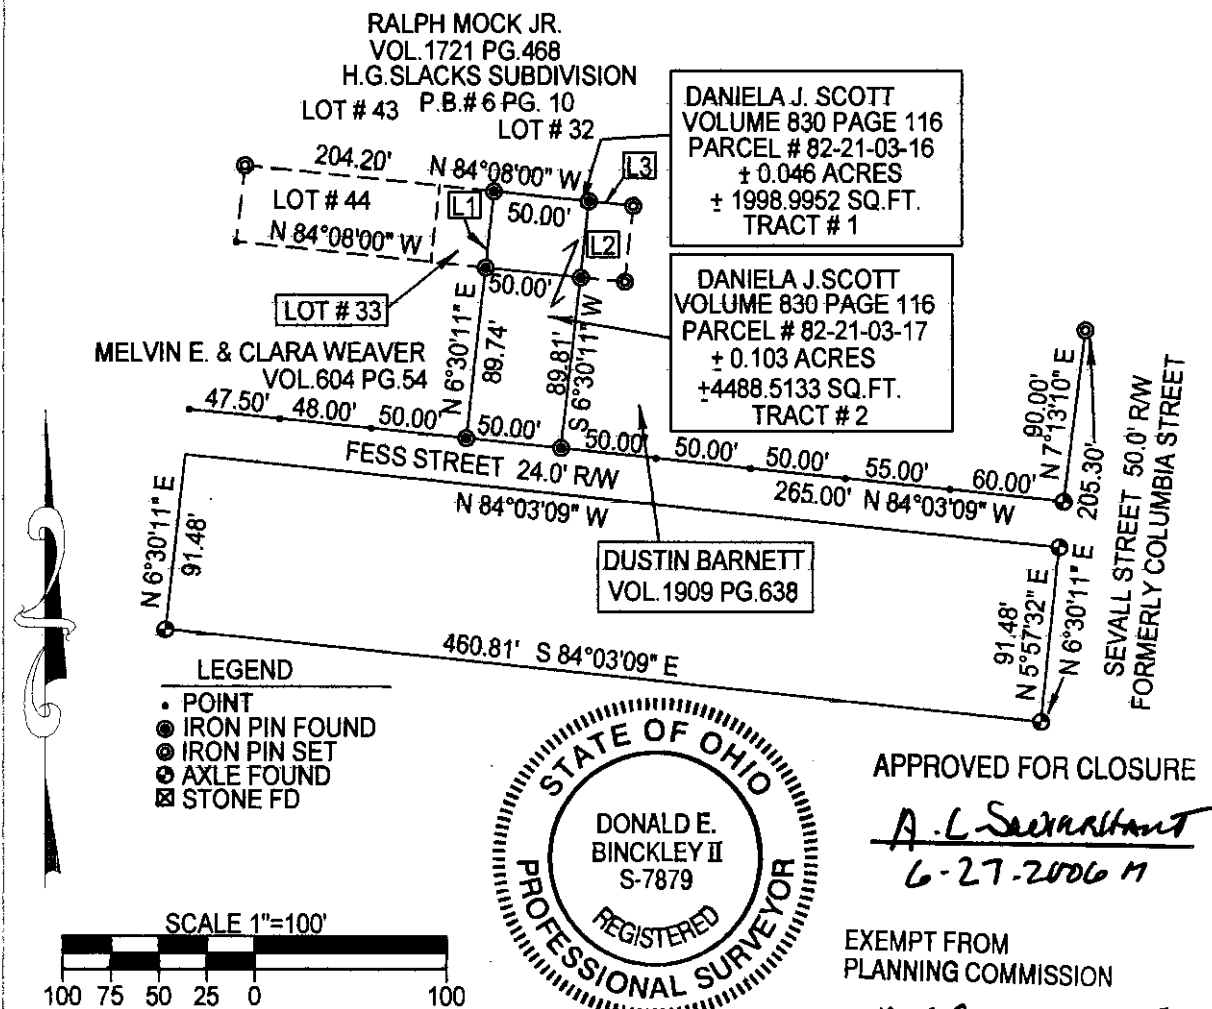 RALPH MOCK JR.
VOL.1721 PG.468
H.G.SLACKS SUBDIVISION
LOT # 43 P.B.# 6 PG. 10
LOT # 32
DANIELA J. SCOTT
VOLUME 830 PAGE 116
PARCEL # 82-21-03-16
± 0.046 ACRES
± 1998.9952 SQ.FT.
TRACT # 1
204.20'
N 84°08'00" W
L3
LOT # 44
L1
50.00'
N 84°08'00" W
L2
50.00'
LOT # 33
DANIELA J.SCOTT
VOLUME 830 PAGE 116
PARCEL # 82-21-03-17
± 0.103 ACRES
±4488.5133 SQ.FT.
TRACT # 2
MELVIN E. & CLARA WEAVER
VOL.604 PG.54
N 6°30'11" E
89.74'
89.81'
S 6°30'11" W
47.50'
48.00'
50.00'
50.00'
50.00'
50.00'
50.00'
55.00'
60.00'
90.00'
N 7°13'10" E
205.30'
SEVALL STREET 50.0' R/W
FORMERLY COLUMBIA STREET
FESS STREET 24.0' R/W
265.00' N 84°03'09" W
N 84°03'09" W
N 6°30'11" E
91.48'
DUSTIN BARNETT
VOL.1909 PG.638
91.48'
N 5°57'32" E
N 6°30'11" E
460.81' S 84°03'09" E
LEGEND
POINT
IRON PIN FOUND
IRON PIN SET
AXLE FOUND
STONE FD
STATE OF OHIO
DONALD E.
BINCKLEY II
S-7879
REGISTERED
PROFESSIONAL SURVEYOR
APPROVED FOR CLOSURE
6-27-2006
EXEMPT FROM
PLANNING COMMISSION
SCALE 1"=100'
100 75 50 25 0 100